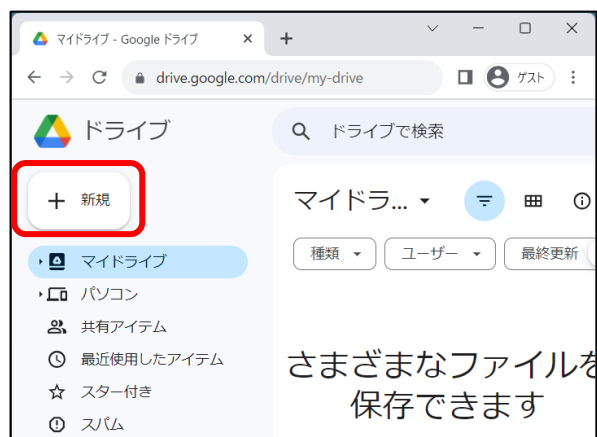 マイドライブ - Google ドライブ
drive.google.com/drive/my-drive
ゲスト
ドライブ
ドライブで検索
新規
マイドラ...
種類
ユーザー
最終更新
マイドライブ
パソコン
共有アイテム
最近使用したアイテム
スター付き
スパム
さまざまなファイルを
保存できます